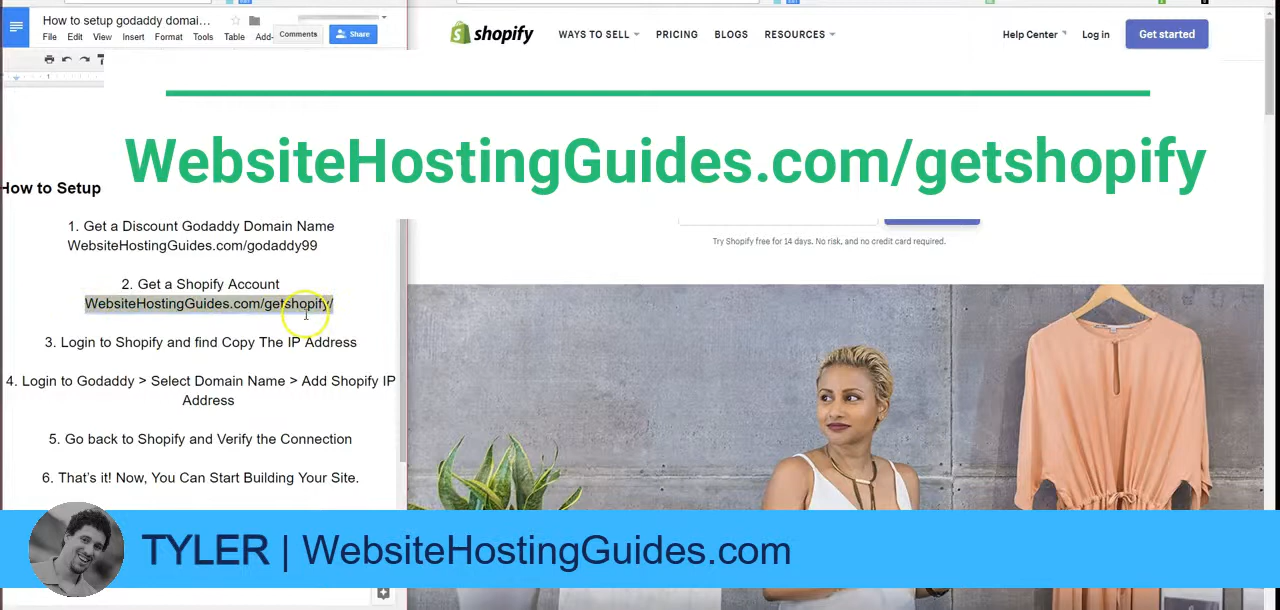 How to setup godaddy domai...
File Edit View Insert Format Tools Table Add-
Comments
Share
shopify
WAYS TO SELL
PRICING
BLOGS
RESOURCES
Help Center
Log in
Get started
WebsiteHostingGuides.com/getshopify
How to Setup
1. Get a Discount Godaddy Domain Name
WebsiteHostingGuides.com/godaddy99
2. Get a Shopify Account
WebsiteHostingGuides.com/getshopify/
3. Login to Shopify and find Copy The IP Address
4. Login to Godaddy > Select Domain Name > Add Shopify IP
Address
5. Go back to Shopify and Verify the Connection
6. That's it! Now, You Can Start Building Your Site.
Try Shopify free for 14 days. No risk, and no credit card required.
TYLER | WebsiteHostingGuides.com